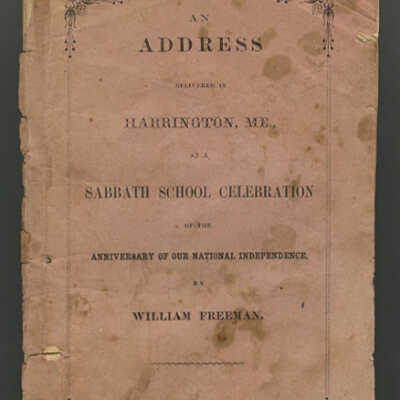 AN
ADDRESS
DELIVERED IN
HARRINGTON, ME.,
AT A
SABBATH SCHOOL CELEBRATION
OF THE
ANNIVERSARY OF OUR NATIONAL INDEPENDENCE,
BY
WILLIAM FREEMAN.